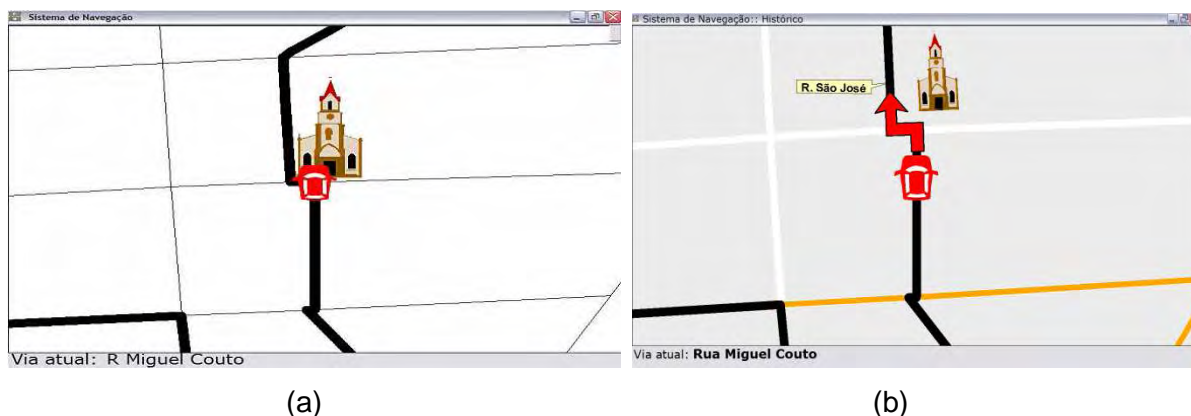 Sistema de Navegação
Via atual: R Miguel Couto
(a)
Sistema de Navegação:: Histórico
R. São José
Via atual: Rua Miguel Couto
(b)